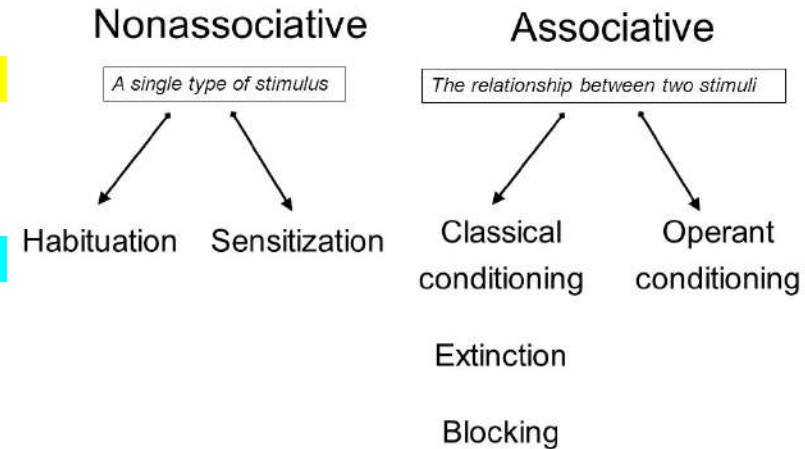 Nonassociative
A single type of stimulus
Habituation
Sensitization
Associative
The relationship between two stimuli
Classical
conditioning
Operant
conditioning
Extinction
Blocking